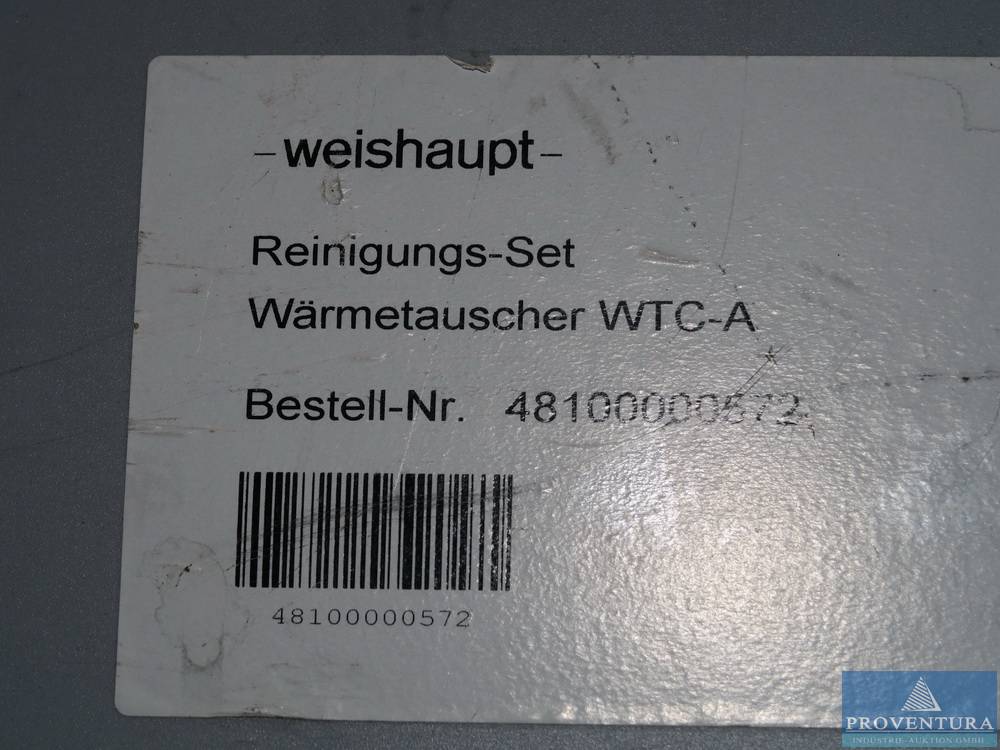 -weishaupt-
Reinigungs-Set
Wärmetauscher WTC-A
Bestell-Nr. 48100000572
48100000572
PROVENTURA
INDUSTRIE-AUKTION GMBH